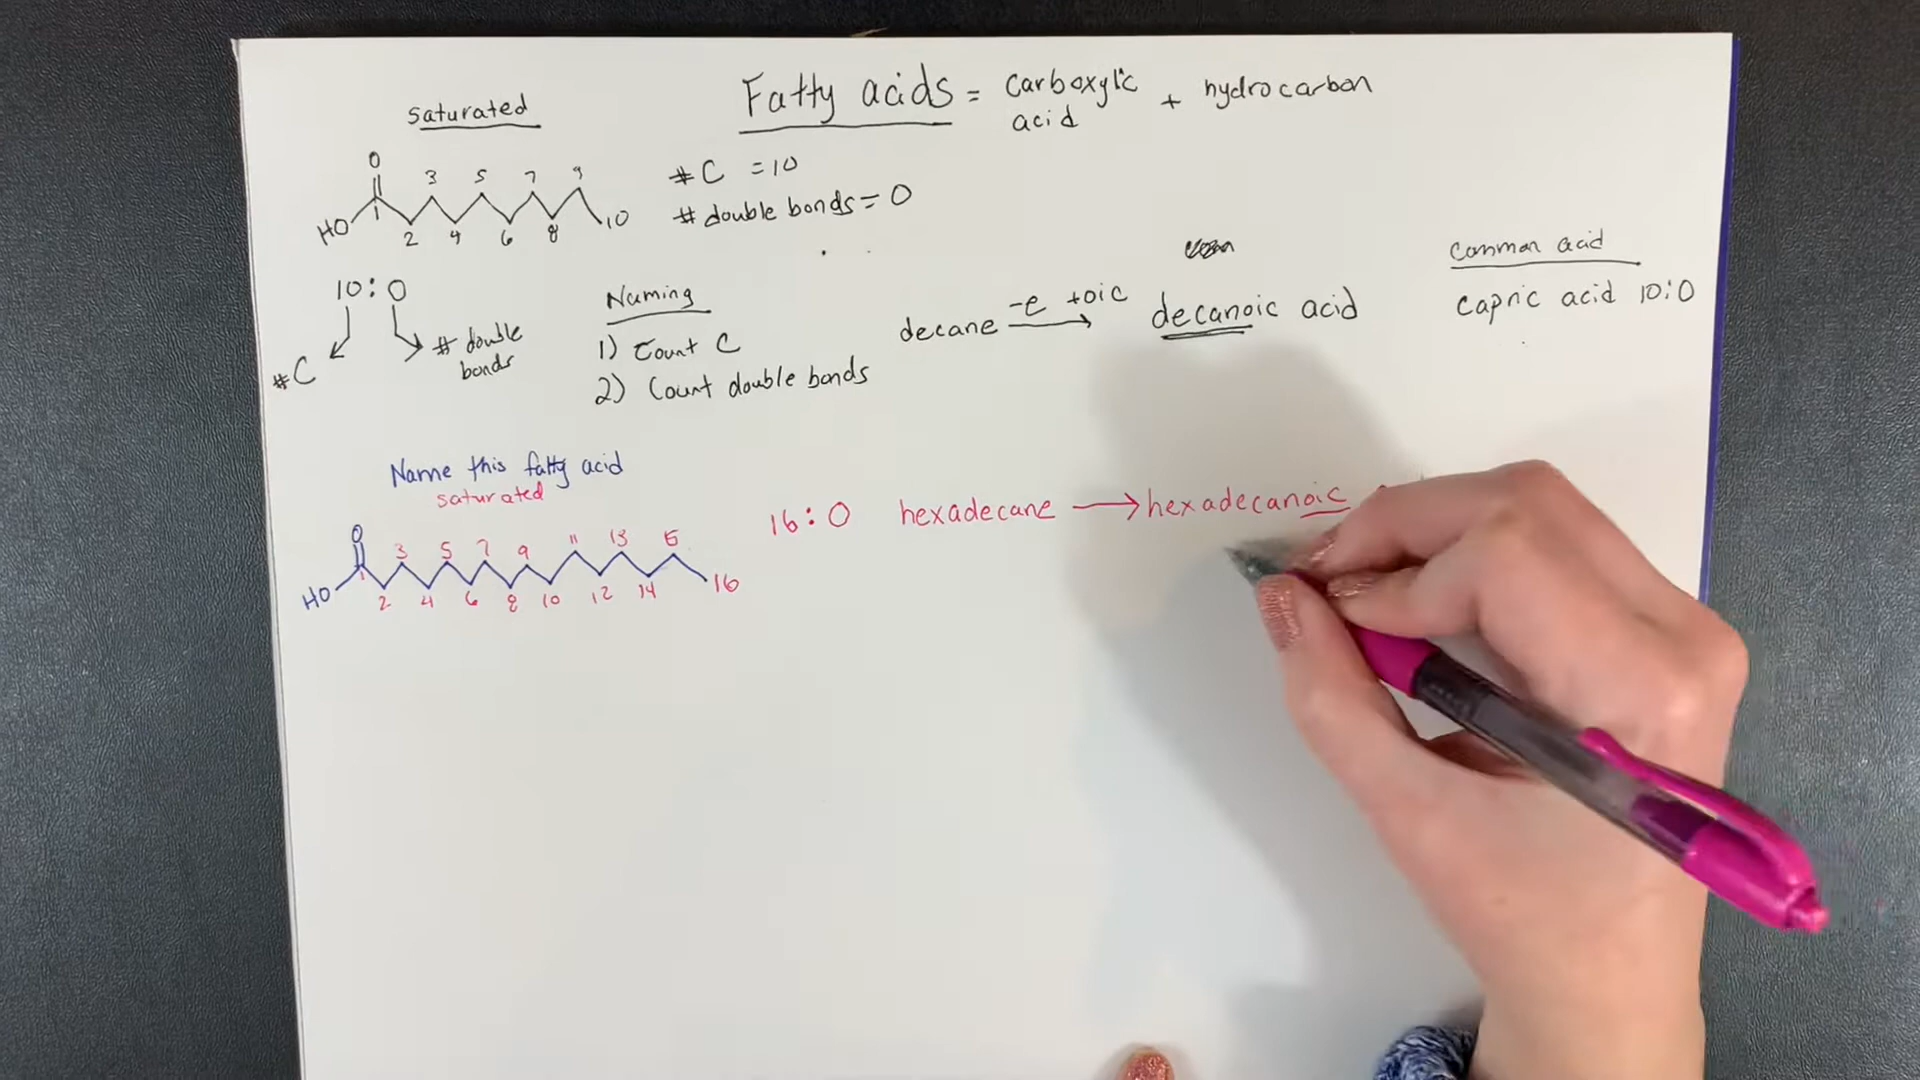 Fatty acids = carboxylic acid + hydrocarbon
saturated
O
HO
1 2 3 4 5 6 7 8 9 10
#C = 10
# double bonds = 0
10:0
#C
# double bonds
Naming
1) Count C
2) Count double bonds
decane -e +oic decanoic acid
Common acid
capric acid 10:0
Name this fatty acid
saturated
O
HO
1 2 3 4 5 6 7 8 9 10 11 12 13 14 15 16
16:0 hexadecane → hexadecanoic